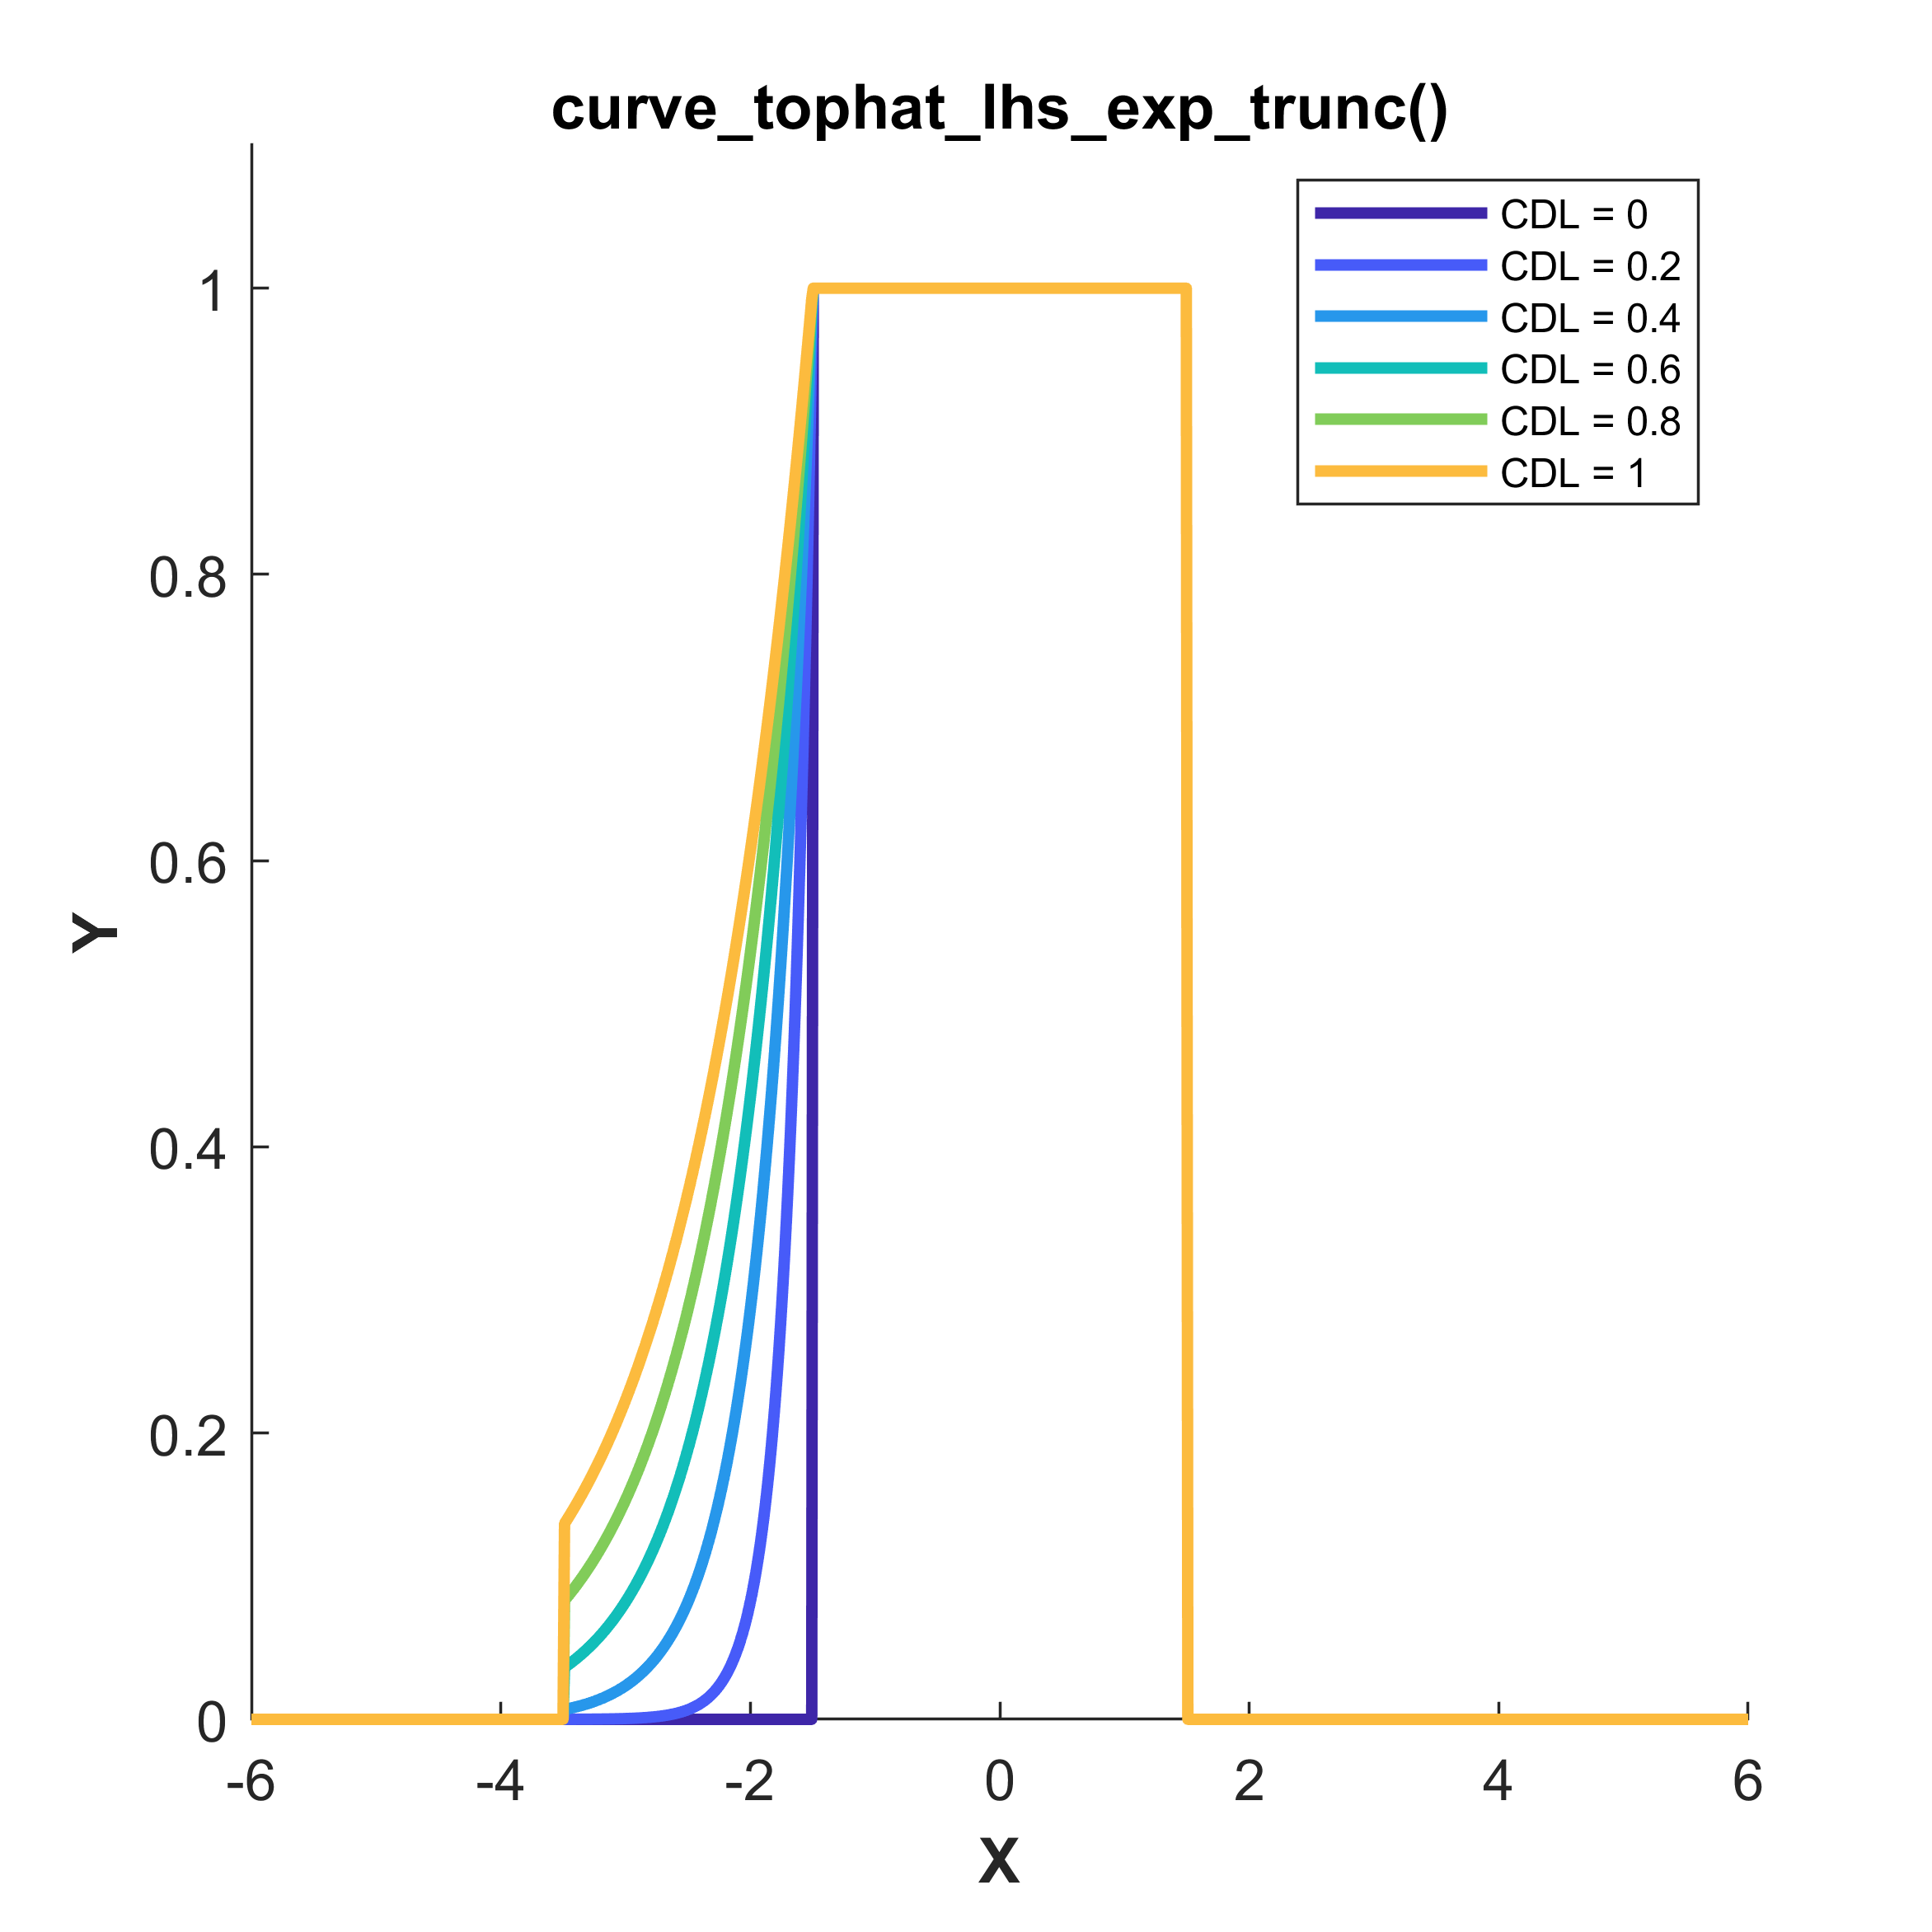 curve_tophat_lhs_exp_trunc()
CDL = 0
CDL = 0.2
CDL = 0.4
CDL = 0.6
CDL = 0.8
CDL = 1
1
0.8
0.6
0.4
0.2
0
Y
-6 -4 -2 0 2 4 6
X